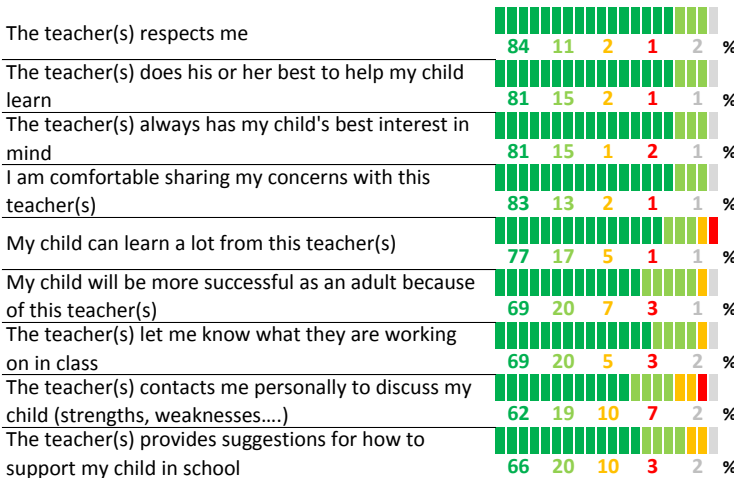 The teacher(s) respects me
84 11 2 1 2 %
The teacher(s) does his or her best to help my child
learn
81 15 2 1 1 %
The teacher(s) always has my child's best interest in
mind
81 15 1 2 1 %
I am comfortable sharing my concerns with this
teacher(s)
83 13 2 1 1 %
My child can learn a lot from this teacher(s)
77 17 5 1 1 %
My child will be more successful as an adult because
of this teacher(s)
69 20 7 3 1 %
The teacher(s) let me know what they are working
on in class
69 20 5 3 2 %
The teacher(s) contacts me personally to discuss my
child (strengths, weaknesses....)
62 19 10 7 2 %
The teacher(s) provides suggestions for how to
support my child in school
66 20 10 3 2 %